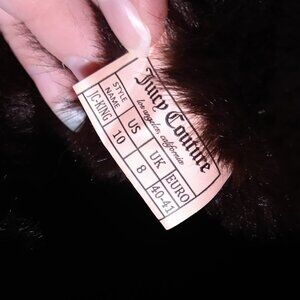 Juicy Couture
los angeles, california
STYLE NAME US UK EURO
JC-KING 10 8 40-41